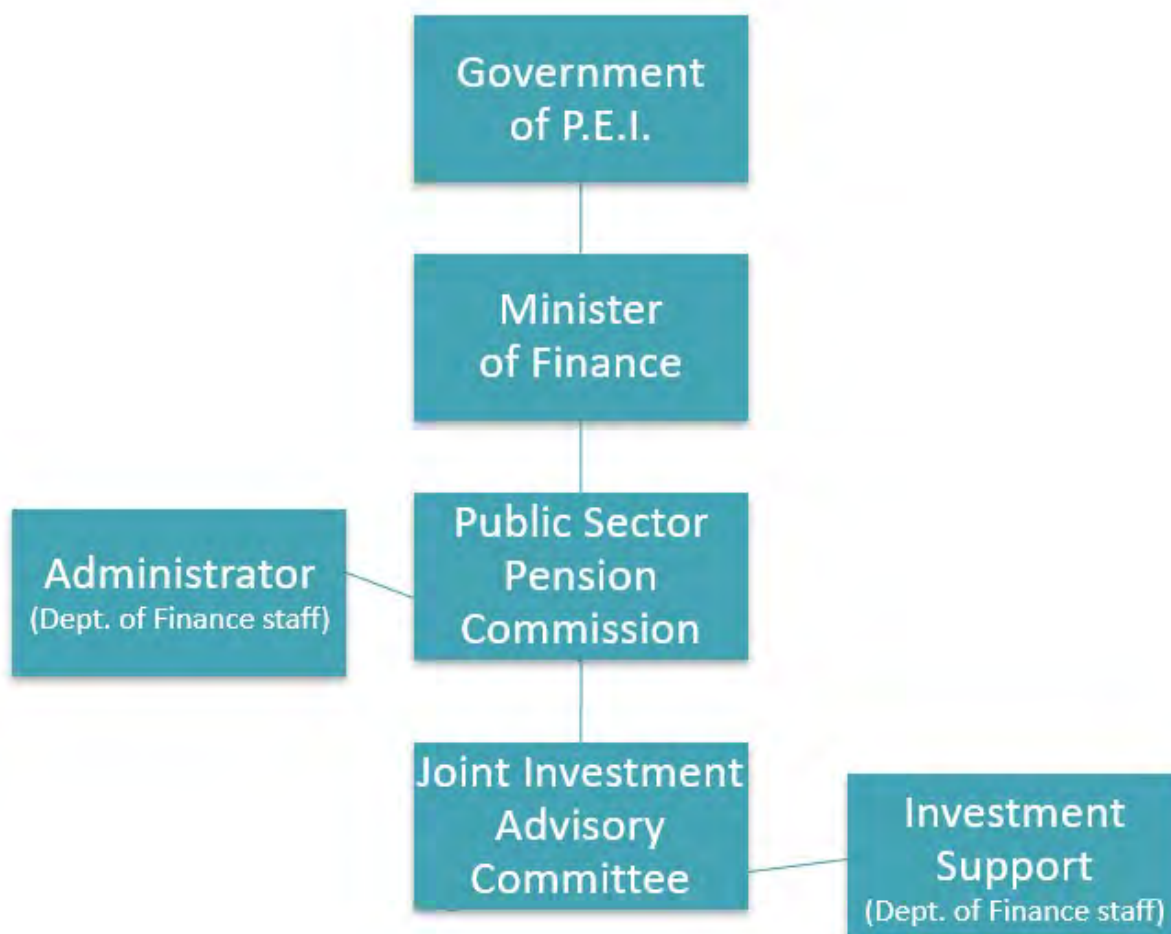 Government
of P.E.I.
Minister
of Finance
Public Sector
Pension
Commission
Administrator
(Dept. of Finance staff)
Joint Investment
Advisory
Committee
Investment
Support
(Dept. of Finance staff)